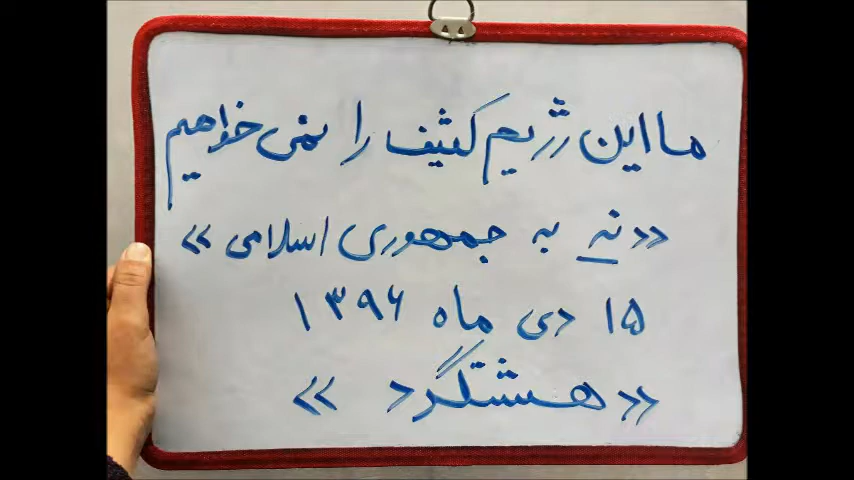 ما این رژیم کثیف را نمی خواهیم
«نه به جمهوری اسلامی»
۱۵ دی ماه ۱۳۹۶
«هشتگرد»